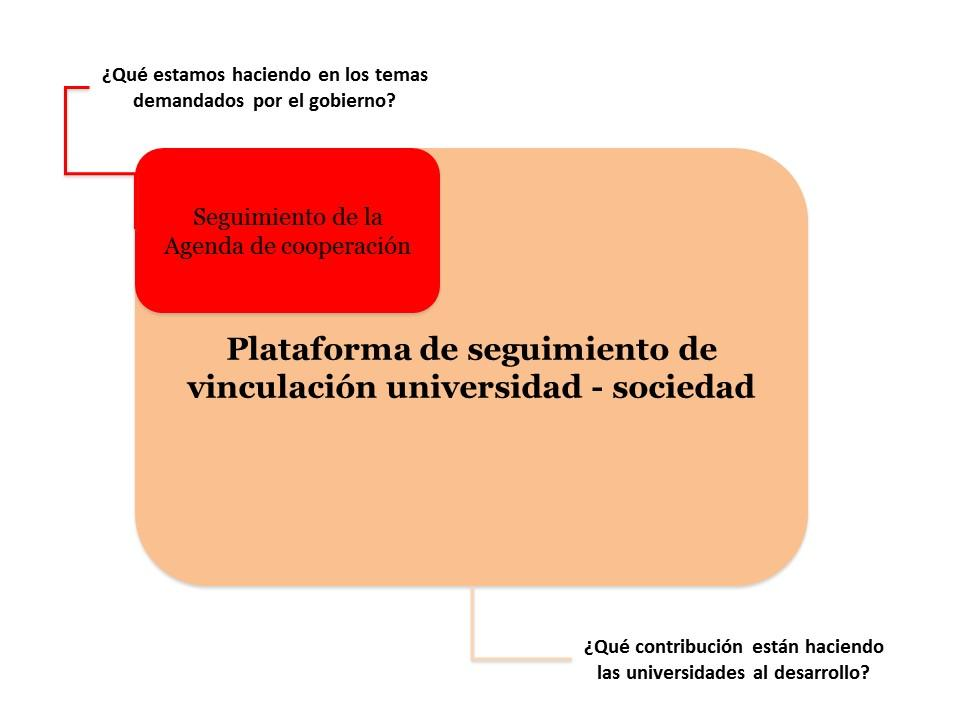 ¿Qué estamos haciendo en los temas
demandados por el gobierno?
Seguimiento de la
Agenda de cooperación
Plataforma de seguimiento de
vinculación universidad - sociedad
¿Qué contribución están haciendo
las universidades al desarrollo?